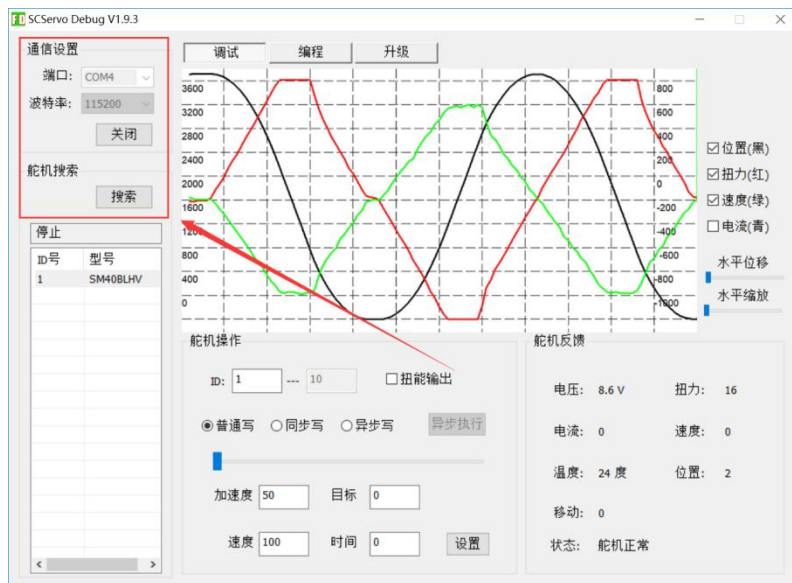 SCServo Debug V1.9.3
通信设置
端口: COM4
波特率: 115200
关闭
舵机搜索
搜索
停止
ID号 型号
1 SM40BLHV
调试 编程 升级
3600
3200
2800
2400
2000
1600
1200
800
400
0
800
600
400
200
0
-200
-400
-600
-800
-1000
☑位置(黑)
☑扭力(红)
☑速度(绿)
☐电流(青)
水平位移
水平缩放
舵机操作
ID: 1 --- 10 ☐扭能输出
普通写 同步写 异步写 异步执行
加速度 50 目标 0
速度 100 时间 0 设置
舵机反馈
电压: 8.6 V 扭力: 16
电流: 0 速度: 0
温度: 24 度 位置: 2
移动: 0
状态: 舵机正常